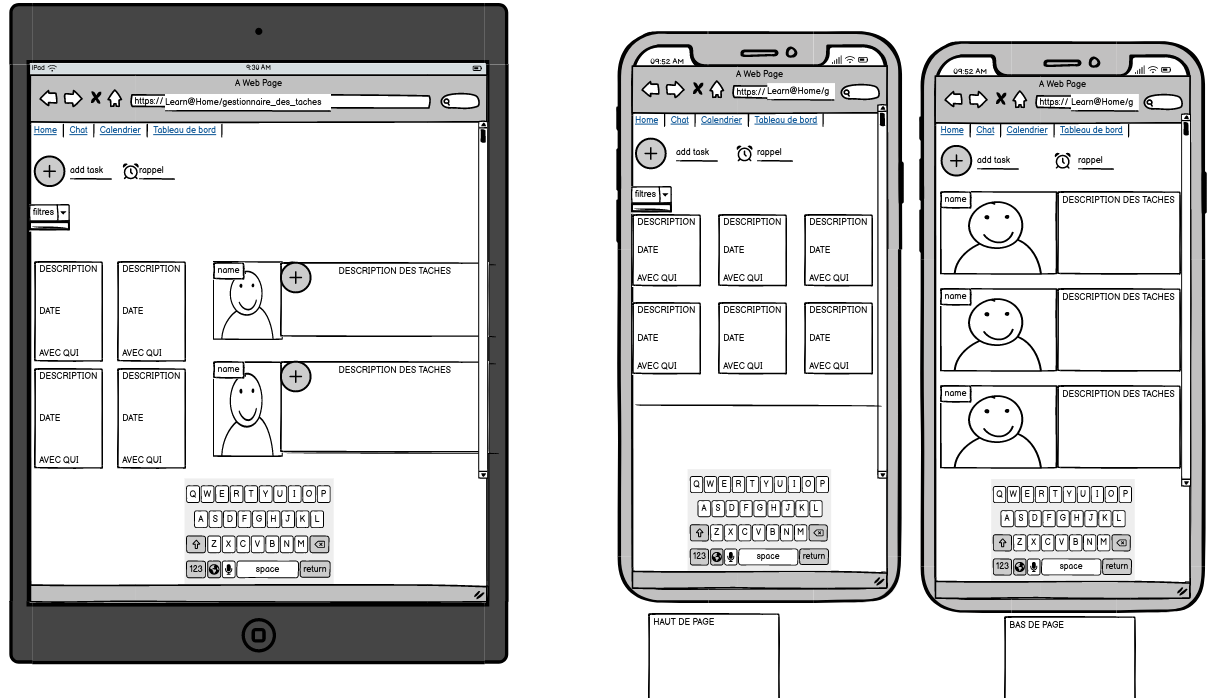 iPad 9:30 AM
A Web Page
https:// Learn@Home/gestionnaire_des_taches
Home Chat Calendrier Tableau de bord
add task rappel
filtres
DESCRIPTION DESCRIPTION name DESCRIPTION DES TACHES
DATE DATE
AVEC QUI AVEC QUI
DESCRIPTION DESCRIPTION name DESCRIPTION DES TACHES
DATE DATE
AVEC QUI AVEC QUI
Q W E R T Y U I O P
A S D F G H J K L
Z X C V B N M
123 space return
09:52 AM
A Web Page
https:// Learn@Home/g
Home Chat Calendrier Tableau de bord
add task rappel
filtres
DESCRIPTION DESCRIPTION DESCRIPTION
DATE DATE DATE
AVEC QUI AVEC QUI AVEC QUI
DESCRIPTION DESCRIPTION DESCRIPTION
DATE DATE DATE
AVEC QUI AVEC QUI AVEC QUI
Q W E R T Y U I O P
A S D F G H J K L
Z X C V B N M
123 space return
HAUT DE PAGE
09:52 AM
A Web Page
https:// Learn@Home/g
Home Chat Calendrier Tableau de bord
add task rappel
name DESCRIPTION DES TACHES
name DESCRIPTION DES TACHES
name DESCRIPTION DES TACHES
Q W E R T Y U I O P
A S D F G H J K L
Z X C V B N M
123 space return
BAS DE PAGE